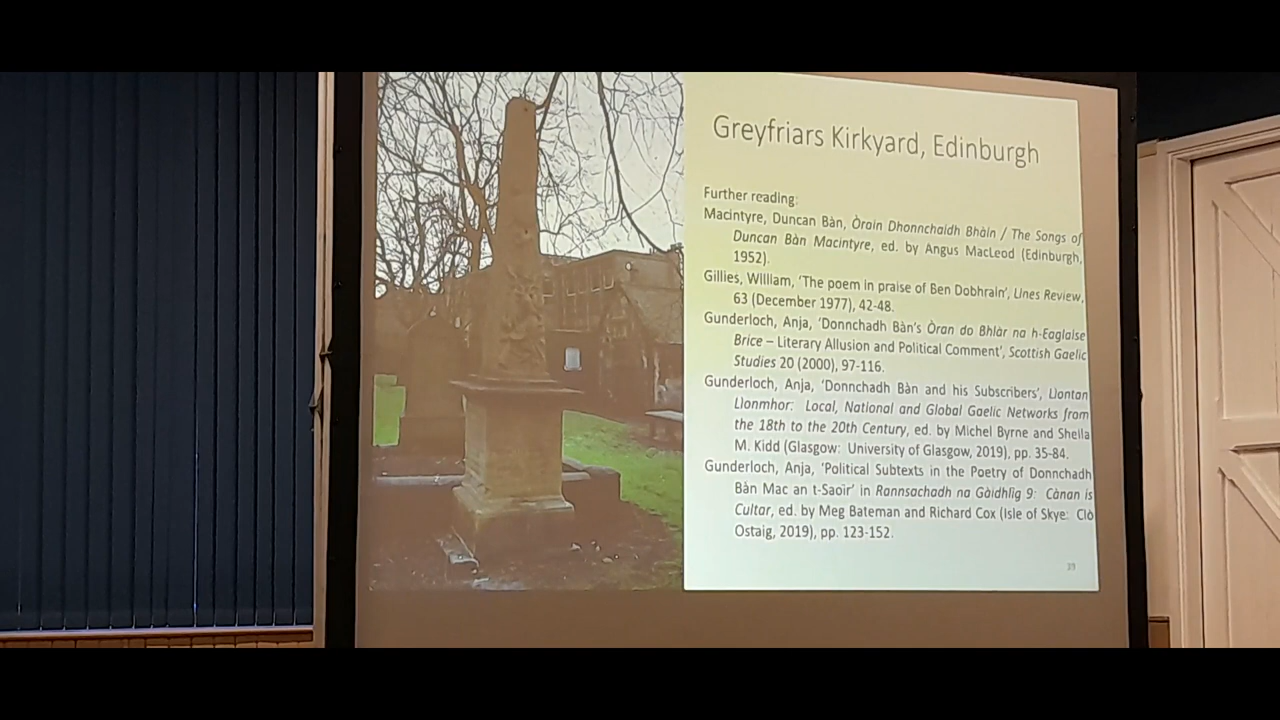 Greyfriars Kirkyard, Edinburgh
Further reading:
Macintyre, Duncan Bàn, Òrain Dhonnchaidh Bhàin / The Songs of
Duncan Bàn Macintyre, ed. by Angus MacLeod (Edinburgh,
1952).
Gillies, William, ‘The poem in praise of Ben Dobhrain’, Lines Review,
63 (December 1977), 42-48.
Gunderloch, Anja, ‘Donnchadh Bàn’s Òran do Bhlàr na h-Eaglaise
Brice – Literary Allusion and Political Comment’, Scottish Gaelic
Studies 20 (2000), 97-116.
Gunderloch, Anja, ‘Donnchadh Bàn and his Subscribers’, Lìontan
Lìonmhor: Local, National and Global Gaelic Networks from
the 18th to the 20th Century, ed. by Michel Byrne and Sheila
M. Kidd (Glasgow: University of Glasgow, 2019), pp. 35-84.
Gunderloch, Anja, ‘Political Subtexts in the Poetry of Donnchadh
Bàn Mac an t-Saoir’ in Rannsachadh na Gàidhlig 9: Cànan is
Cultar, ed. by Meg Bateman and Richard Cox (Isle of Skye: Clò
Ostaig, 2019), pp. 123-152.
39